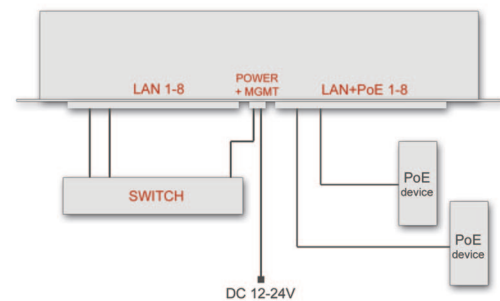 LAN 1-8
POWER
+ MGMT
LAN+PoE 1-8
SWITCH
PoE
device
PoE
device
DC 12-24V